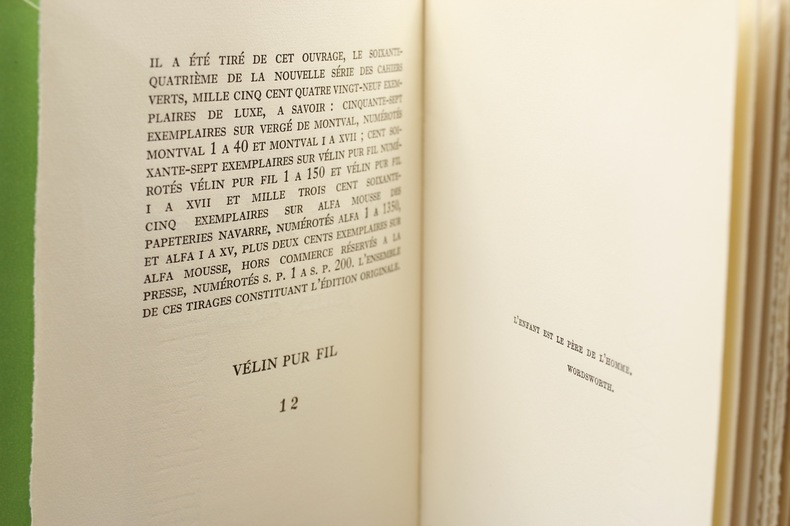 IL A ÉTÉ TIRÉ DE CET OUVRAGE, LE SOIXANTE-
QUATRIÈME DE LA NOUVELLE SÉRIE DES CAHIERS
VERTS, MILLE CINQ CENT QUATRE VINGT-NEUF EXEM-
PLAIRES DE LUXE, A SAVOIR : CINQUANTE-SEPT
EXEMPLAIRES SUR VERGÉ DE MONTVAL, NUMÉROTÉS
MONTVAL 1 A 40 ET MONTVAL I A XVII ; CENT SOI-
XANTE-SEPT EXEMPLAIRES SUR VÉLIN PUR FIL NUMÉ-
ROTÉS VÉLIN PUR FIL 1 A 150 ET VÉLIN PUR FIL
I A XVII ET MILLE TROIS CENT SOIXANTE-
CINQ EXEMPLAIRES SUR ALFA MOUSSE DES
PAPETERIES NAVARRE, NUMÉROTÉS ALFA 1 A 1350,
ET ALFA I A XV, PLUS DEUX CENTS EXEMPLAIRES SUR
ALFA MOUSSE, HORS COMMERCE RÉSERVÉS A LA
PRESSE, NUMÉROTÉS S. P. 1 A S. P. 200. L'ENSEMBLE
DE CES TIRAGES CONSTITUANT L'ÉDITION ORIGINALE.
VÉLIN PUR FIL
12
L'ENFANT EST LE PÈRE DE L'HOMME.
WORDSWORTH.